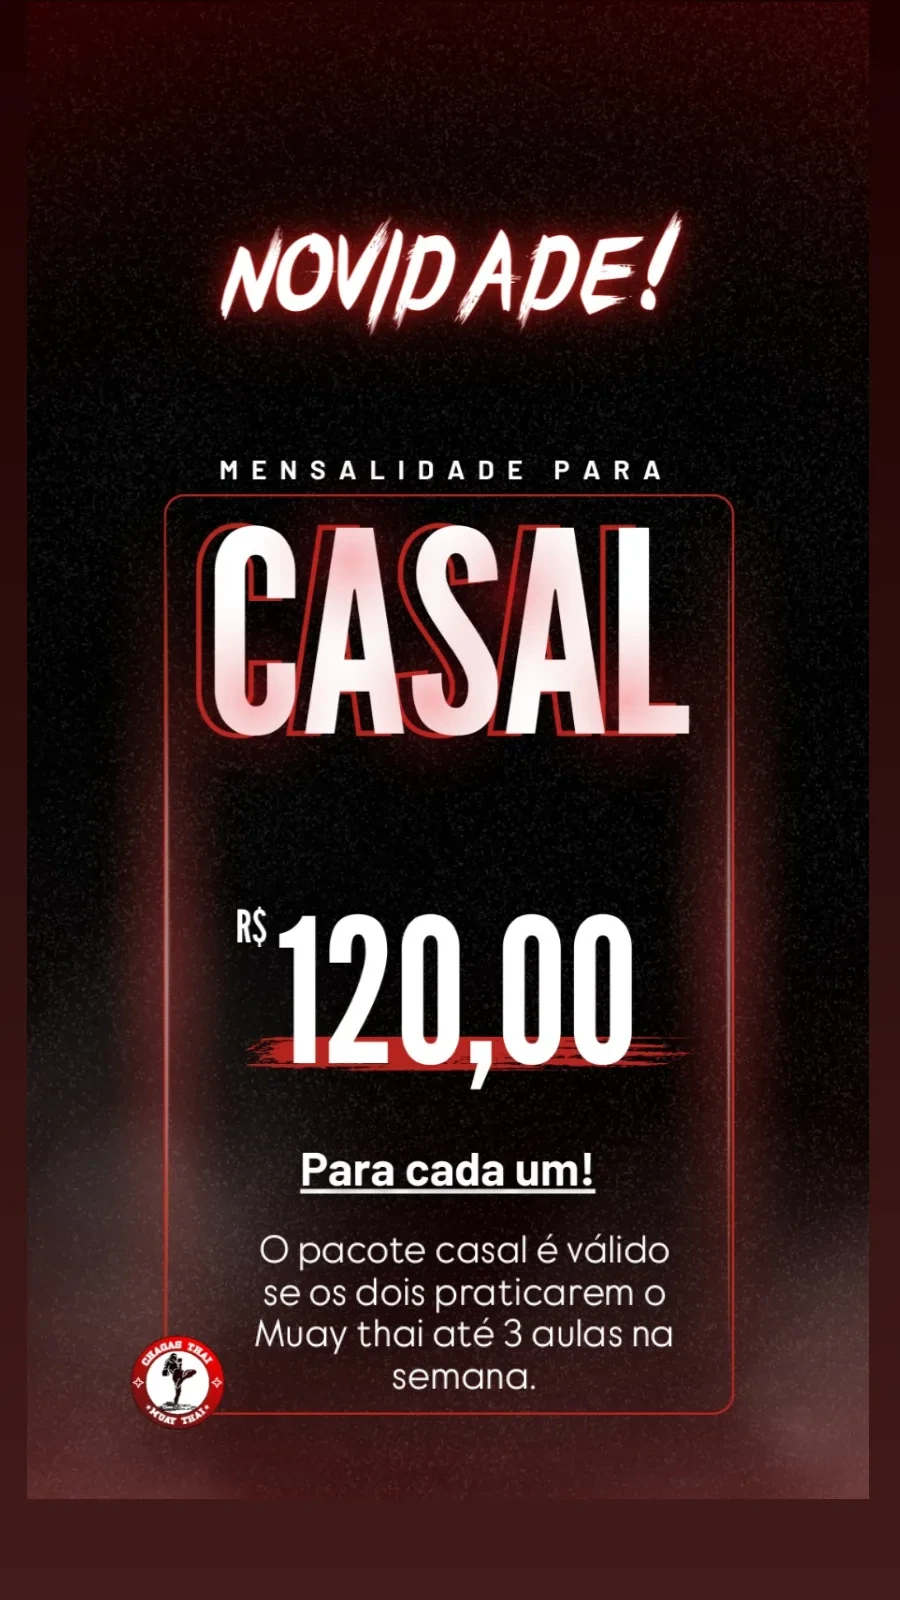 NOVIDADE!
MENSALIDADE PARA
CASAL
R$ 120,00
Para cada um!
O pacote casal é válido
se os dois praticarem o
Muay thai até 3 aulas na
semana.
CHAGAS THAI
MUAY THAI